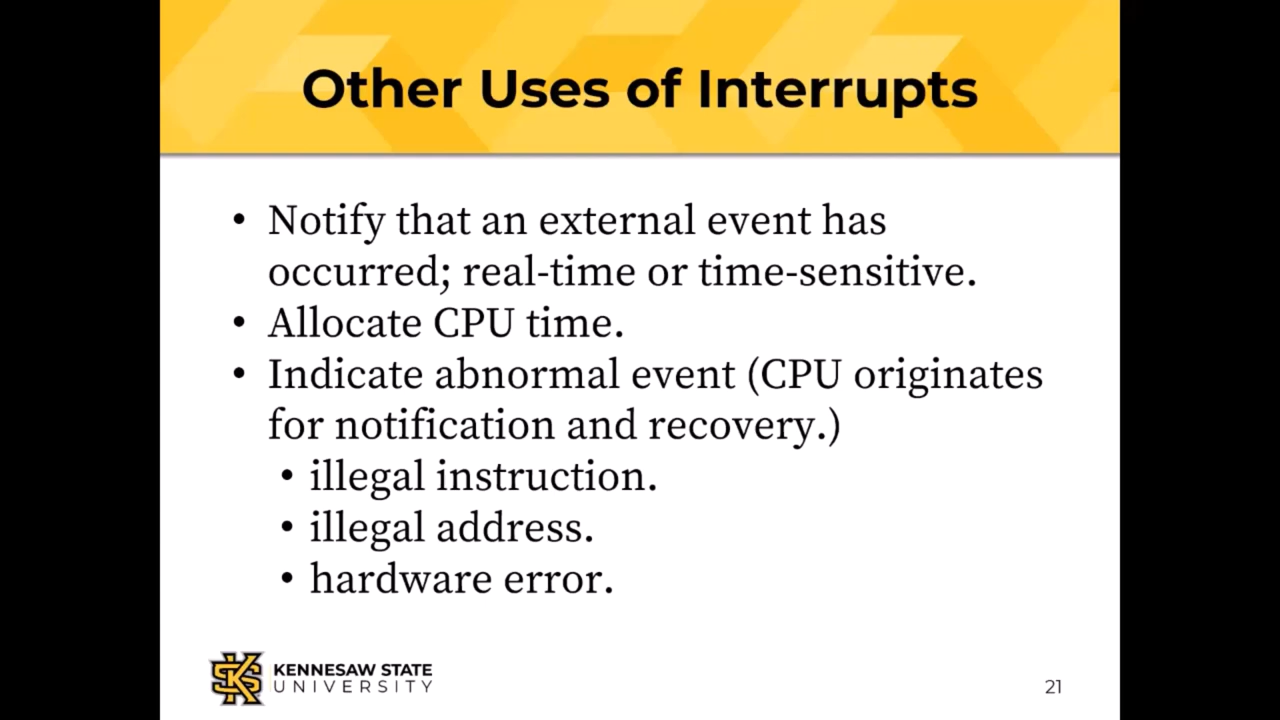 Other Uses of Interrupts
• Notify that an external event has
occurred; real-time or time-sensitive.
• Allocate CPU time.
• Indicate abnormal event (CPU originates
for notification and recovery.)
• illegal instruction.
• illegal address.
• hardware error.
KENNESAW STATE
UNIVERSITY
21